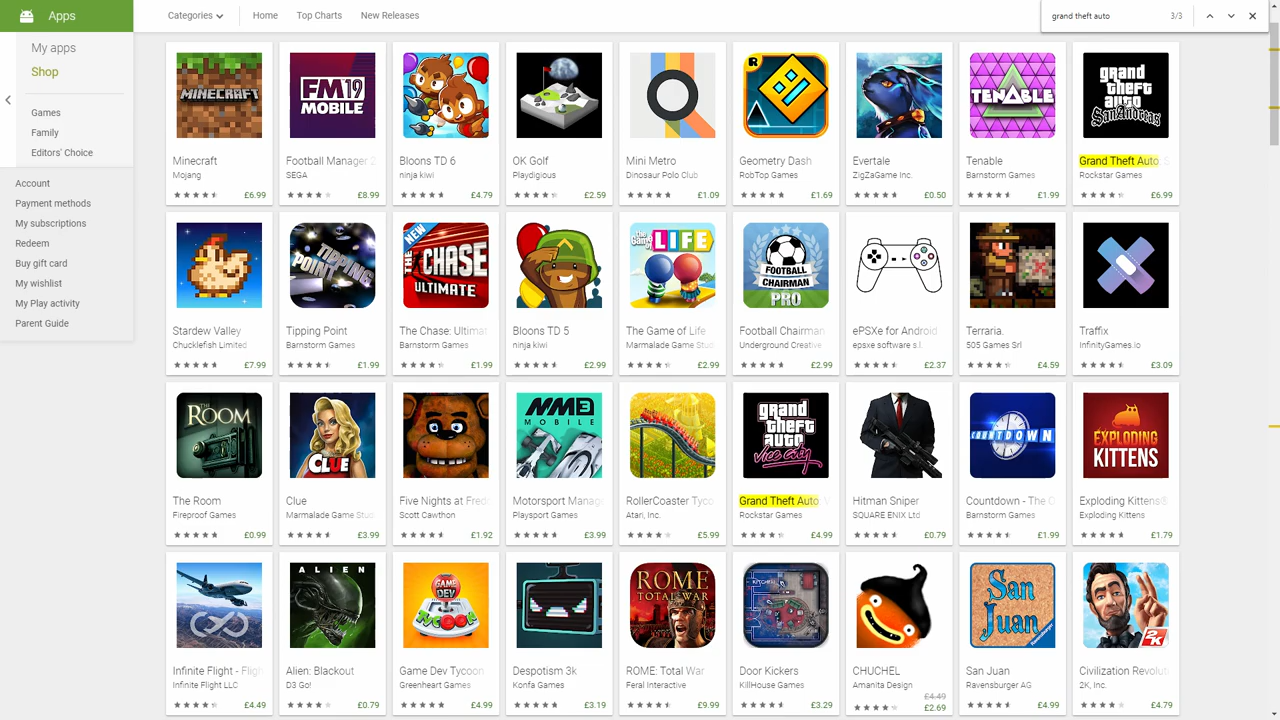 Apps
Categories
Home
Top Charts
New Releases
grand theft auto
3/3
My apps
Shop
Games
Family
Editors' Choice
Account
Payment methods
My subscriptions
Redeem
Buy gift card
My wishlist
My Play activity
Parent Guide
MINECRAFT
FM19
MOBILE
R
TENABLE
grand
theft
auto
San Andreas
Minecraft
Football Manager 2
Bloons TD 6
OK Golf
Mini Metro
Geometry Dash
Evertale
Tenable
Grand Theft Auto: S
Mojang
SEGA
ninja kiwi
Playdigious
Dinosaur Polo Club
RobTop Games
ZigZaGame Inc.
Barnstorm Games
Rockstar Games
£6.99
£8.99
£4.79
£2.59
£1.09
£1.69
£0.50
£1.99
£6.99
TIPPING
POINT
NEW
THE CHASE
ULTIMATE
the Game of
LIFE
FOOTBALL
CHAIRMAN
PRO
Stardew Valley
Tipping Point
The Chase: Ultimat
Bloons TD 5
The Game of Life
Football Chairman
ePSXe for Android
Terraria.
Traffix
Chucklefish Limited
Barnstorm Games
Barnstorm Games
ninja kiwi
Marmalade Game Stu
Underground Creative
epsxe software s.l.
505 Games Srl
InfinityGames.io
£7.99
£1.99
£1.99
£2.99
£2.99
£2.99
£2.37
£4.59
£3.09
THE
ROOM
CLUE
MM3
MOBILE
grand
theft
auto
vice city
COUNTDOWN
EXPLODING
KITTENS
The Room
Clue
Five Nights at Fredd
Motorsport Manag
RollerCoaster Tyco
Grand Theft Auto: V
Hitman Sniper
Countdown - The O
Exploding Kittens®
Fireproof Games
Marmalade Game Stu
Scott Cawthon
Playsport Games
Atari, Inc.
Rockstar Games
SQUARE ENIX Ltd
Barnstorm Games
Exploding Kittens
£0.99
£3.99
£1.92
£3.99
£5.99
£4.99
£0.79
£1.99
£1.79
ALIEN
GAME
DEV
TYCOON
ROME
TOTAL WAR
KITCHEN
San
Juan
2K
Infinite Flight - Fligh
Alien: Blackout
Game Dev Tycoon
Despotism 3k
ROME: Total War
Door Kickers
CHUCHEL
San Juan
Civilization Revolut
Infinite Flight LLC
D3 Go!
Greenheart Games
Konfa Games
Feral Interactive
KillHouse Games
Amanita Design
Ravensburger AG
2K, Inc.
£4.49
£4.49
£0.79
£4.99
£3.19
£9.99
£3.29
£2.69
£4.99
£4.79